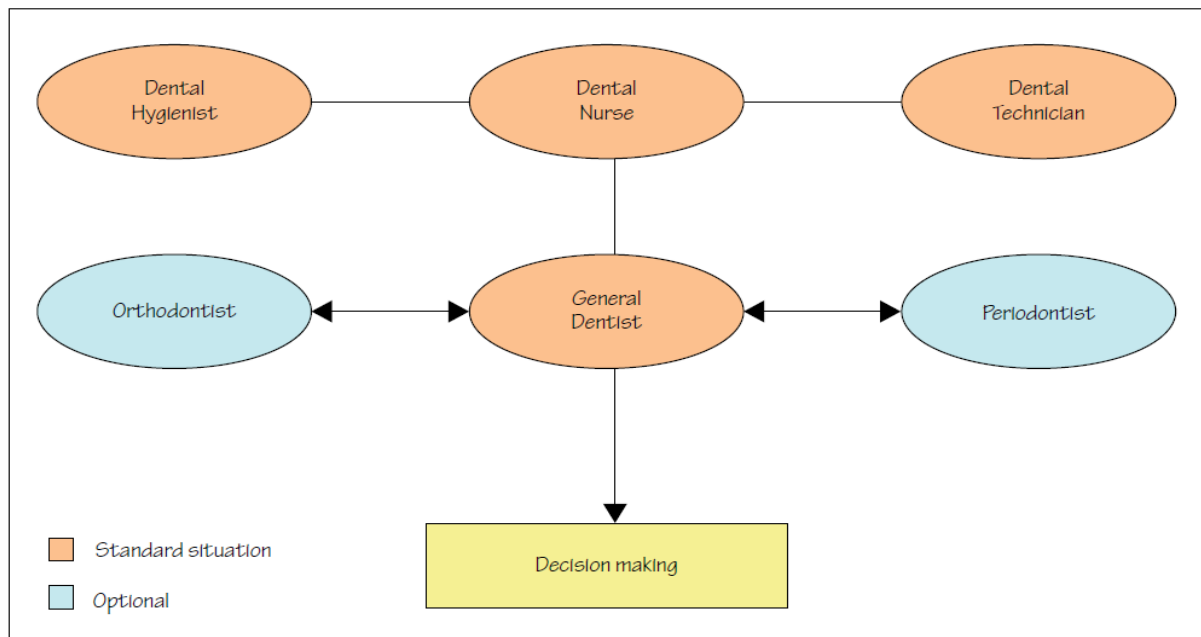 Dental
Hygienist
Dental
Nurse
Dental
Technician
Orthodontist
General
Dentist
Periodontist
Decision making
Standard situation
Optional